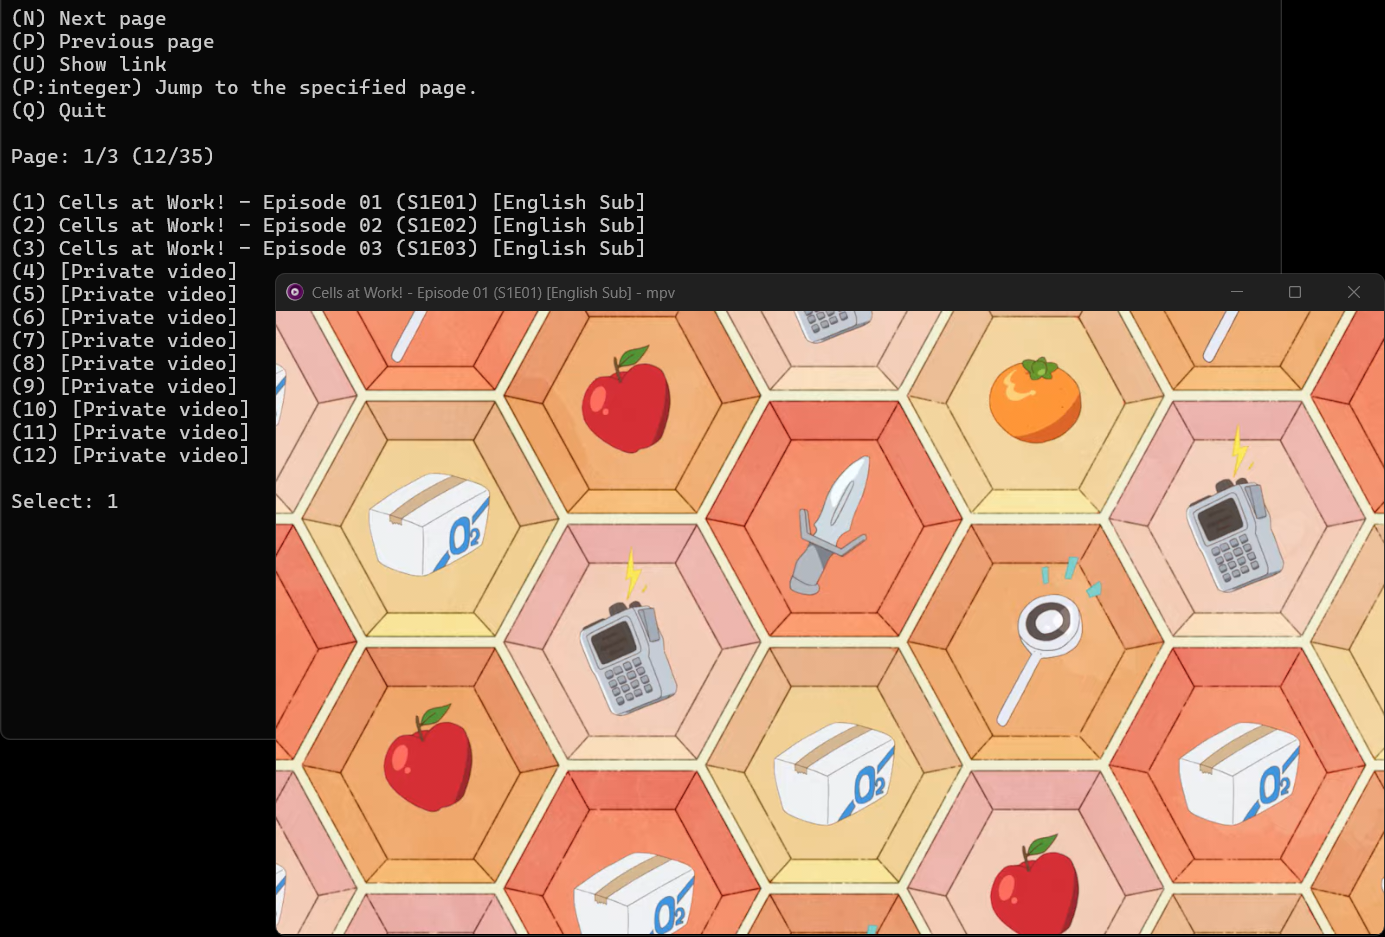 (N) Next page
(P) Previous page
(U) Show link
(P:integer) Jump to the specified page.
(Q) Quit
Page: 1/3 (12/35)
(1) Cells at Work! - Episode 01 (S1E01) [English Sub]
(2) Cells at Work! - Episode 02 (S1E02) [English Sub]
(3) Cells at Work! - Episode 03 (S1E03) [English Sub]
(4) [Private video]
(5) [Private video]
(6) [Private video]
(7) [Private video]
(8) [Private video]
(9) [Private video]
(10) [Private video]
(11) [Private video]
(12) [Private video]
Select: 1
Cells at Work! - Episode 01 (S1E01) [English Sub] - mpv
O2
O2
O2
O2